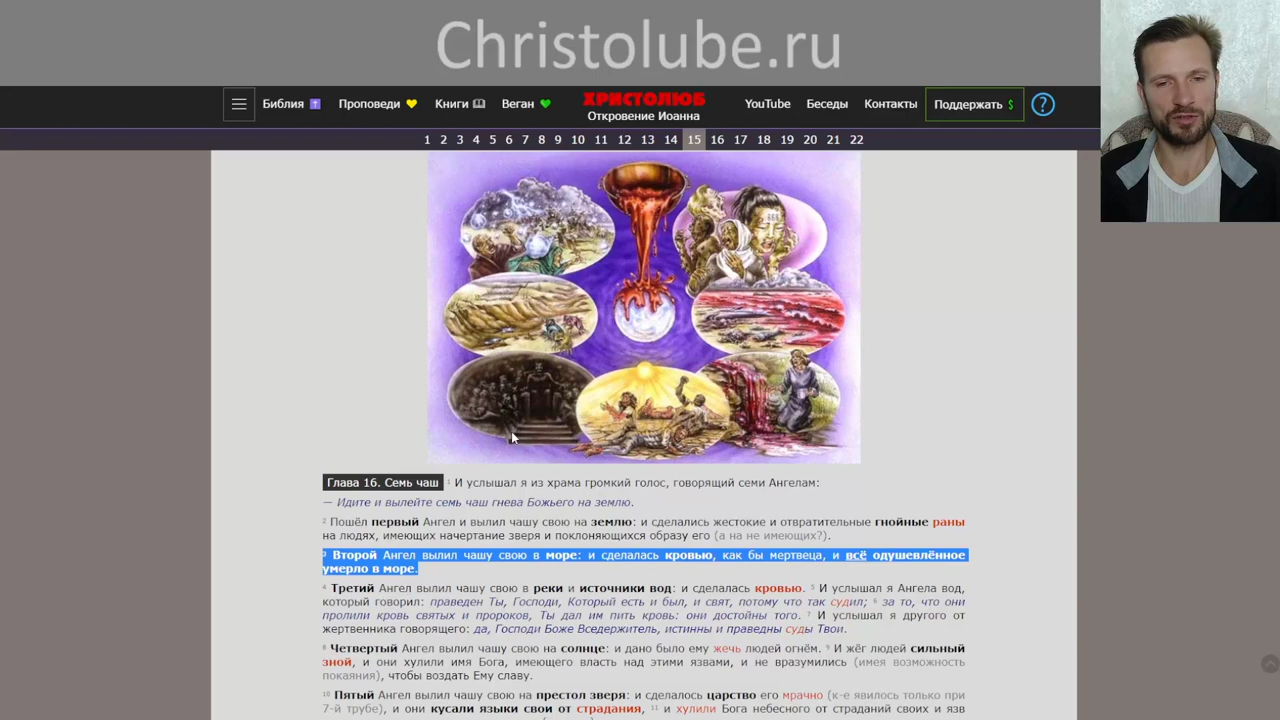 Christolube.ru
Библия Проповеди Книги Веган ХРИСТОЛЮБ YouTube Беседы Контакты Поддержать $ ?
Откровение Иоанна
1 2 3 4 5 6 7 8 9 10 11 12 13 14 15 16 17 18 19 20 21 22
666
Глава 16. Семь чаш 1 И услышал я из храма громкий голос, говорящий семи Ангелам:
— Идите и вылейте семь чаш гнева Божьего на землю.
2 Пошёл первый Ангел и вылил чашу свою на землю: и сделались жестокие и отвратительные гнойные раны
на людях, имеющих начертание зверя и поклоняющихся образу его (а на не имеющих?).
3 Второй Ангел вылил чашу свою в море: и сделалась кровью, как бы мертвеца, и всё одушевлённое
умерло в море.
4 Третий Ангел вылил чашу свою в реки и источники вод: и сделалась кровью. 5 И услышал я Ангела вод,
который говорил: праведен Ты, Господи, Который есть и был, и свят, потому что так судил; 6 за то, что они
пролили кровь святых и пророков, Ты дал им пить кровь: они достойны того. 7 И услышал я другого от
жертвенника говорящего: да, Господи Боже Вседержитель, истинны и праведны суды Твои.
8 Четвертый Ангел вылил чашу свою на солнце: и дано было ему жечь людей огнём. 9 И жёг людей сильный
зной, и они хулили имя Бога, имеющего власть над этими язвами, и не вразумились (имея возможность
покаяния), чтобы воздать Ему славу.
10 Пятый Ангел вылил чашу свою на престол зверя: и сделалось царство его мрачно (к-е явилось только при
7-й трубе), и они кусали языки свои от страдания, 11 и хулили Бога небесного от страданий своих и язв